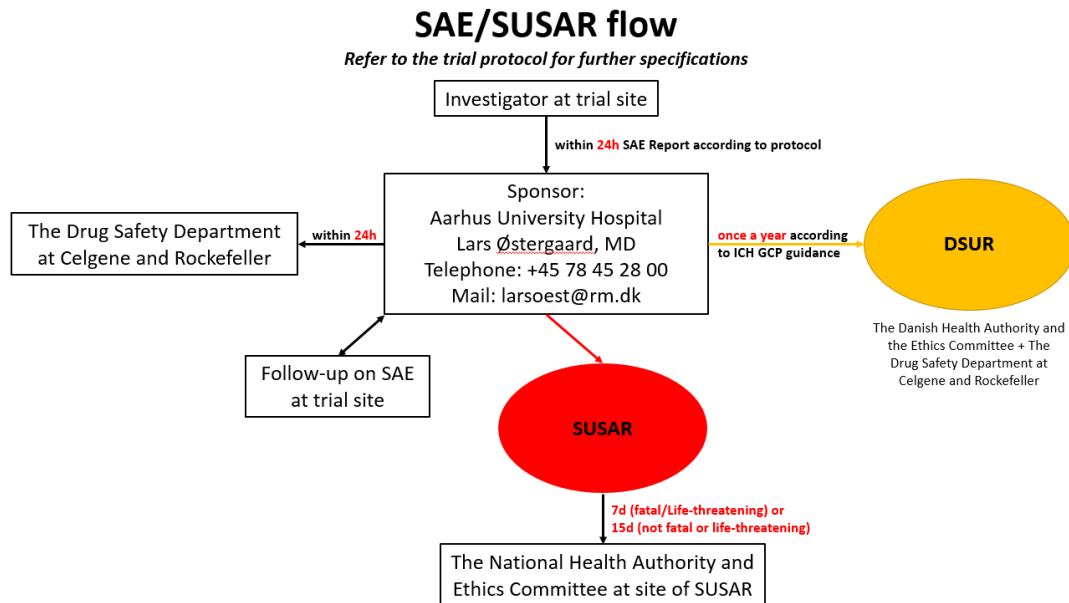 SAE/SUSAR flow
Refer to the trial protocol for further specifications
Investigator at trial site
within 24h SAE Report according to protocol
Sponsor:
Aarhus University Hospital
Lars Østergaard, MD
Telephone: +45 78 45 28 00
Mail: larsoest@rm.dk
The Drug Safety Department
at Celgene and Rockefeller
within 24h
once a year according
to ICH GCP guidance
DSUR
The Danish Health Authority and
the Ethics Committee + The
Drug Safety Department at
Celgene and Rockefeller
Follow-up on SAE
at trial site
SUSAR
7d (fatal/Life-threatening) or
15d (not fatal or life-threatening)
The National Health Authority and
Ethics Committee at site of SUSAR